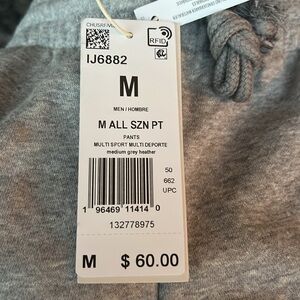 RFID
IJ6882
M
MEN / HOMBRE
M ALL SZN PT
PANTS
MULTI SPORT MULTI DEPORTE
medium grey heather
50
662
UPC
1 96469 11414 0
132778975
M $ 60.00